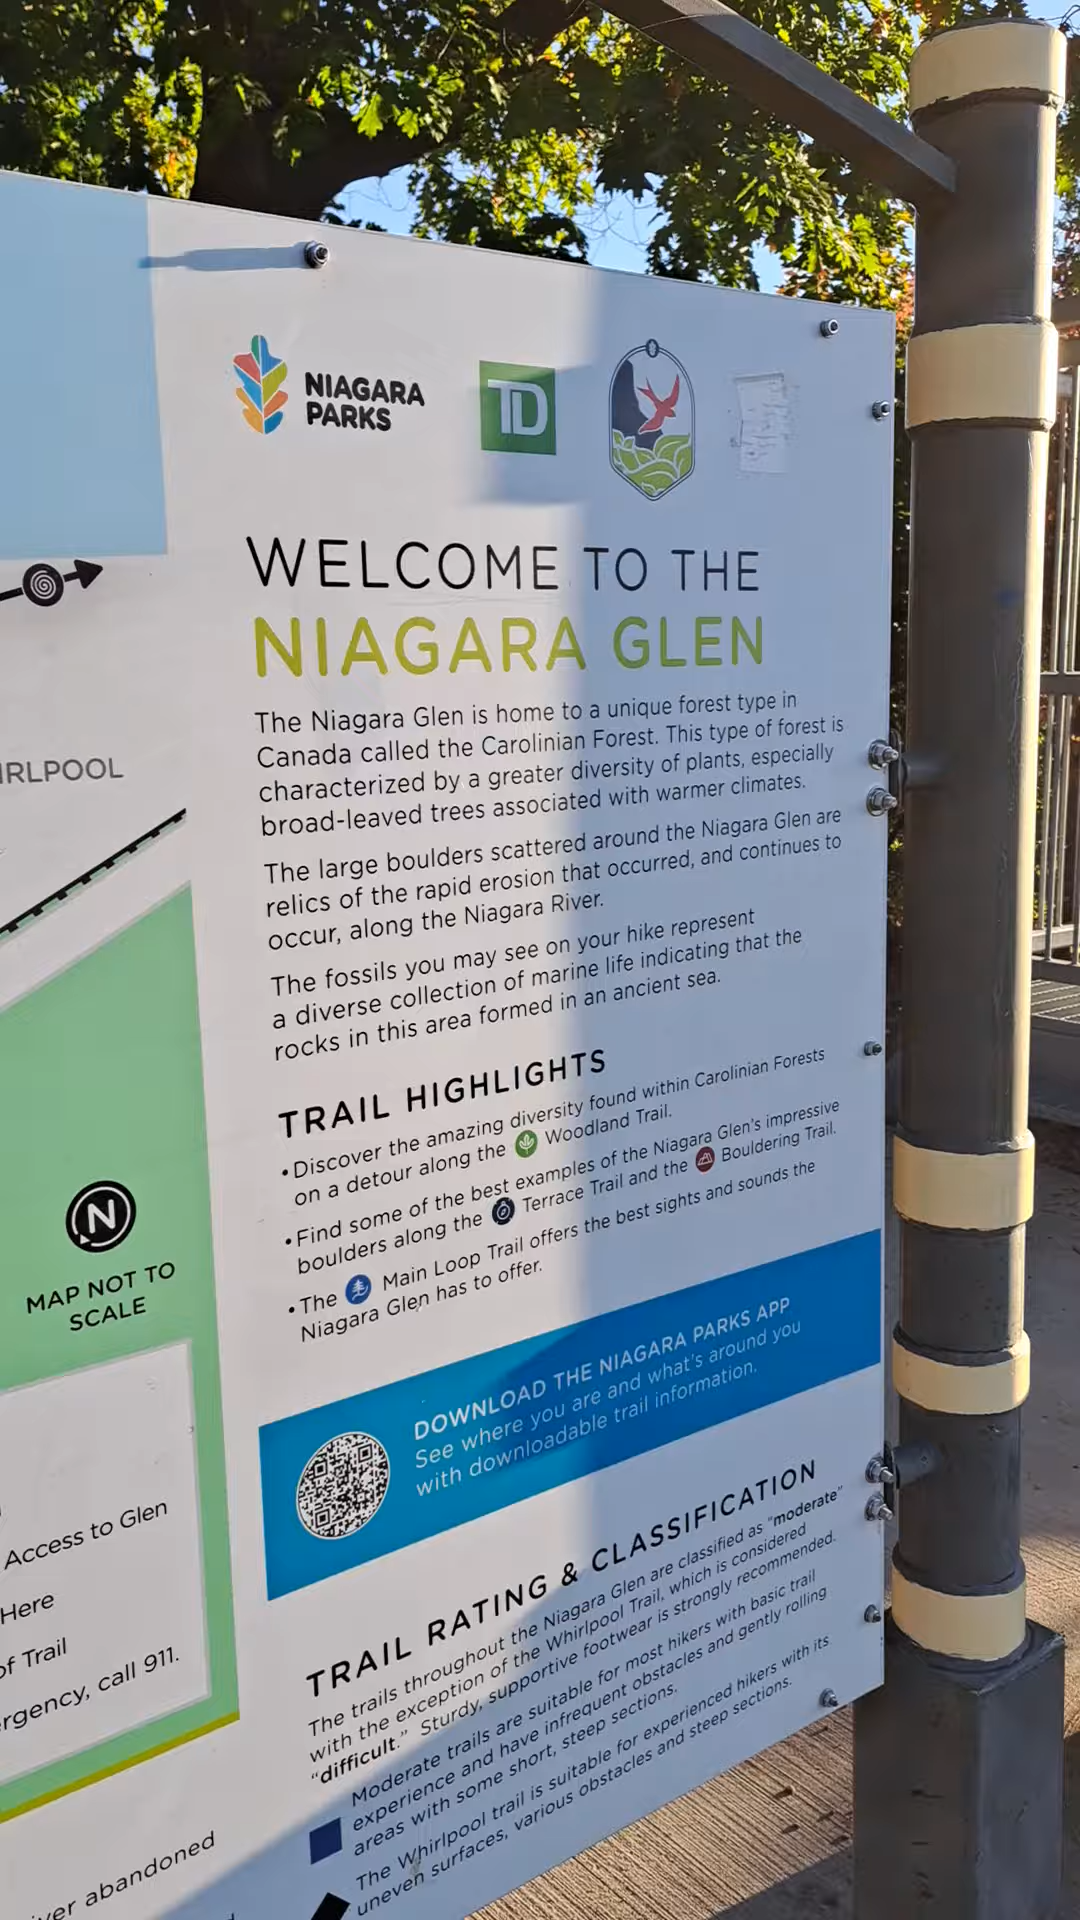 NIAGARA
PARKS
TD
WELCOME TO THE
NIAGARA GLEN
The Niagara Glen is home to a unique forest type in
Canada called the Carolinian Forest. This type of forest is
characterized by a greater diversity of plants, especially
broad-leaved trees associated with warmer climates.
The large boulders scattered around the Niagara Glen are
relics of the rapid erosion that occurred, and continues to
occur, along the Niagara River.
The fossils you may see on your hike represent
a diverse collection of marine life indicating that the
rocks in this area formed in an ancient sea.
TRAIL HIGHLIGHTS
•Discover the amazing diversity found within Carolinian Forests
on a detour along the Woodland Trail.
•Find some of the best examples of the Niagara Glen's impressive
boulders along the Terrace Trail and the Bouldering Trail.
•The Main Loop Trail offers the best sights and sounds the
Niagara Glen has to offer.
DOWNLOAD THE NIAGARA PARKS APP
See where you are and what's around you
with downloadable trail information.
TRAIL RATING & CLASSIFICATION
The trails throughout the Niagara Glen are classified as "moderate"
with the exception of the Whirlpool Trail, which is considered
"difficult." Sturdy, supportive footwear is strongly recommended.
Moderate trails are suitable for most hikers with basic trail
experience and have infrequent obstacles and gently rolling
areas with some short, steep sections.
The Whirlpool trail is suitable for experienced hikers with its
uneven surfaces, various obstacles and steep sections.
IRLPOOL
N
MAP NOT TO
SCALE
Access to Glen
Here
of Trail
rgency, call 911.
ver abandoned